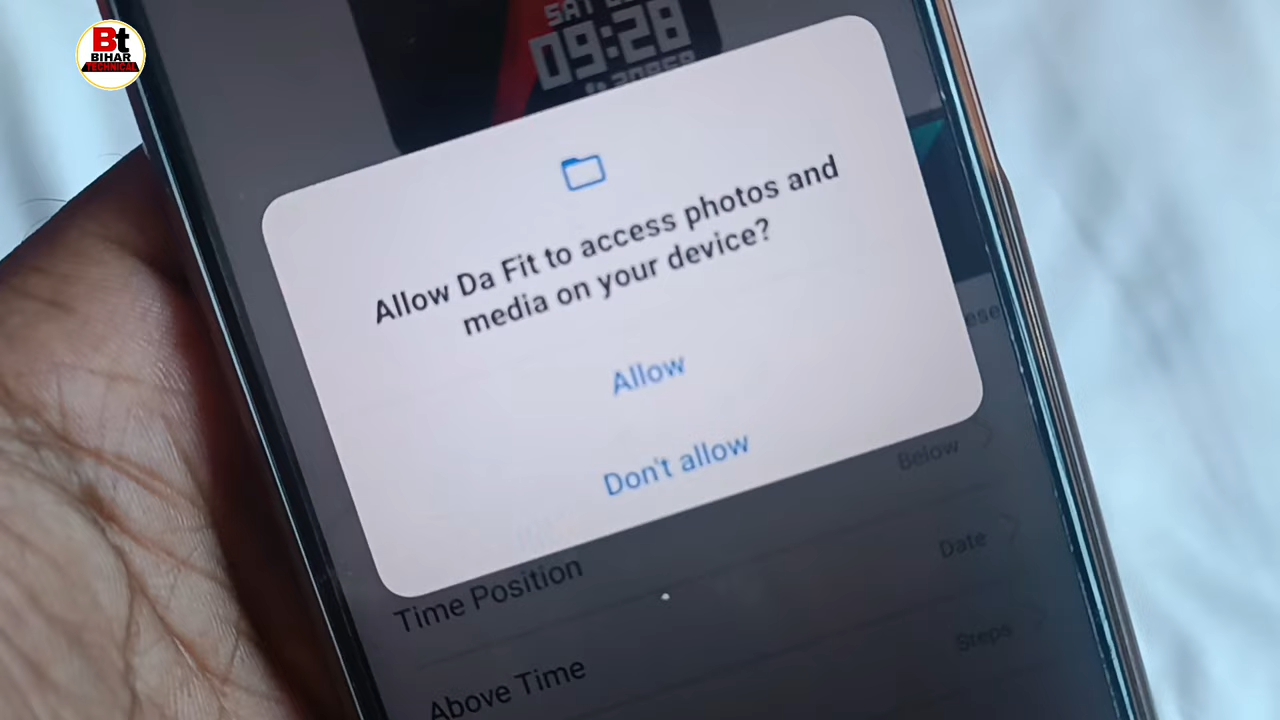 Bt
BIHAR
TECHNICAL
SAT
09:28
Allow Da Fit to access photos and
media on your device?
Allow
Don't allow
Below
Time Position
Date
Above Time
Steps